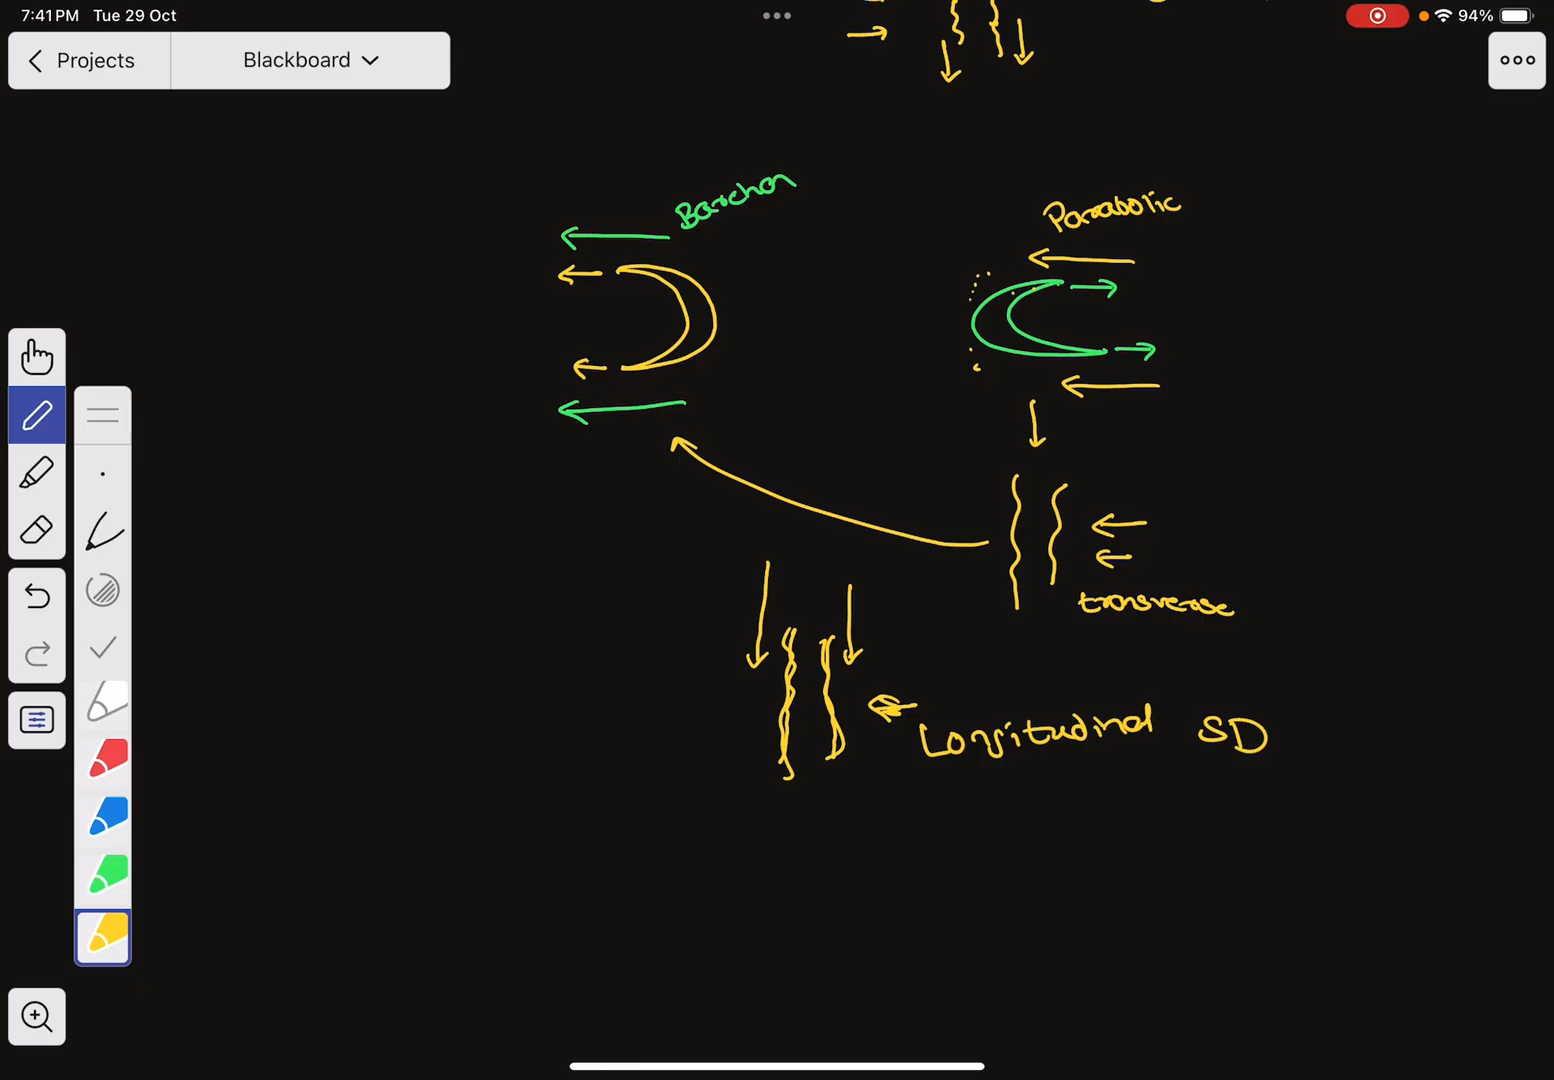 7:41 PM Tue 29 Oct
94%
Projects
Blackboard
Barchan
Parabolic
transverse
Longitudinal SD